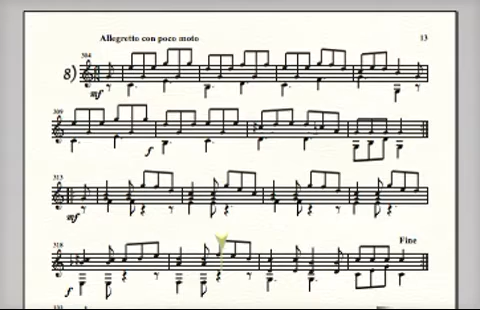 Allegretto con poco moto 13
304
8)
mf
309
f
313
mf
318
Fine
f